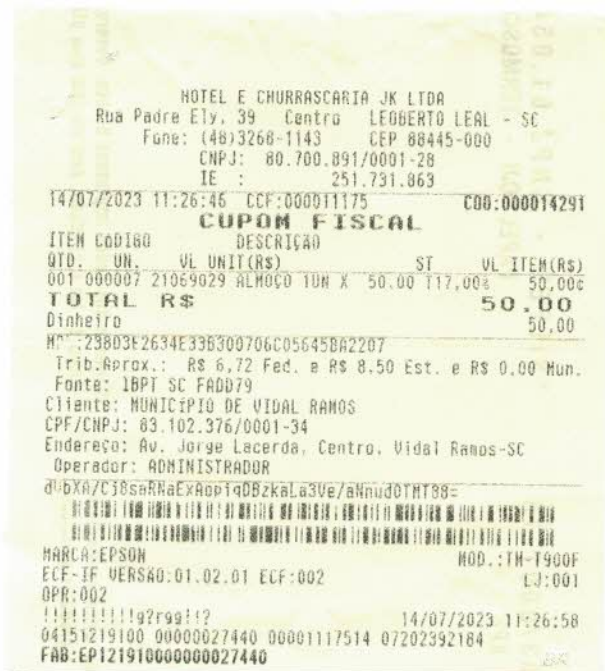 HOTEL E CHURRASCARIA JK LTDA
Rua Padre Ely, 39 Centro LEOBERTO LEAL - SC
Fone: (48)3268-1143 CEP 88445-000
CNPJ: 80.700.891/0001-28
IE : 251.731.863
14/07/2023 11:26:46 CCF:000011175 COO:000014291
CUPOM FISCAL
ITEM CÓDIGO DESCRIÇÃO
QTD. UN. VL UNIT(R$) ST VL ITEM(R$)
001 000007 21069029 ALMOÇO 1UN X 50,00 T17,00% 50,00
TOTAL R$ 50,00
Dinheiro 50,00
:23803E2634E33B300706C05645BA2207
Trib.Aprox.: R$ 6,72 Fed. e R$ 8.50 Est. e R$ 0.00 Mun.
Fonte: IBPT SC FADD79
Cliente: MUNICÍPIO DE VIDAL RAMOS
CPF/CNPJ: 83.102.376/0001-34
Endereço: Av. Jorge Lacerda, Centro, Vidal Ramos-SC
Operador: ADMINISTRADOR
MARCA:EPSON MOD.:TM-T900F
ECF-IF VERSÃO:01.02.01 ECF:002 LJ:001
OPR:002
!!!!!!!!!!g?rgg!!? 14/07/2023 11:26:58
04151219100 00000027440 00001117514 07202392184
FAB:EP121910000000027440